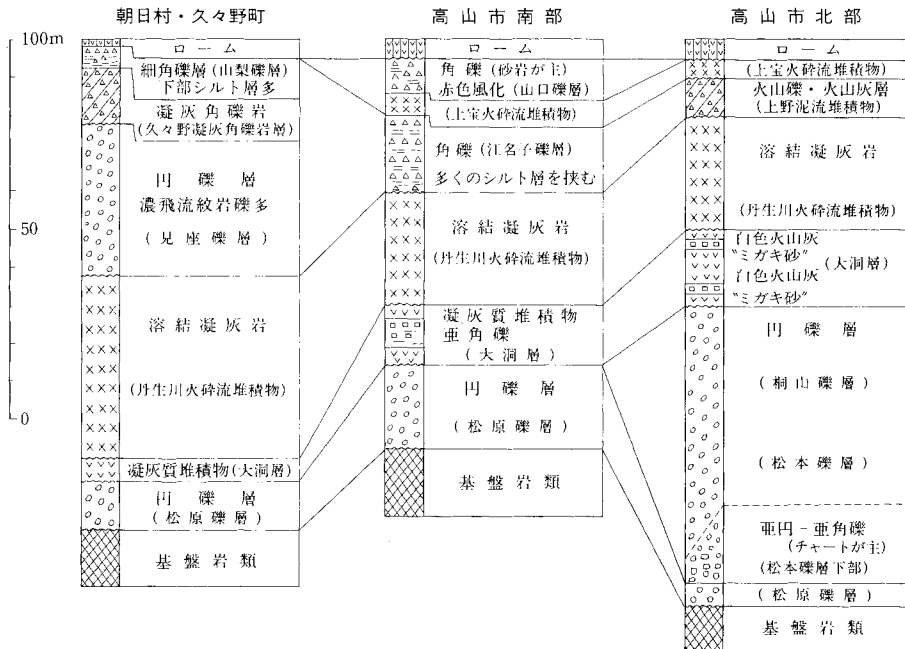 朝日村・久々野町
100m
50
0
ローム
細角礫層(山梨礫層)
下部シルト層多
凝灰角礫岩
(久々野凝灰角礫岩層)
円礫層
濃飛流紋岩礫多
(見座礫層)
溶結凝灰岩
(丹生川火砕流堆積物)
凝灰質堆積物(大洞層)
円礫層
(松原礫層)
基盤岩類
高山市南部
ローム
角礫(砂岩が主)
赤色風化(山口礫層)
(上宝火砕流堆積物)
角礫(江名子礫層)
多くのシルト層を挟む
溶結凝灰岩
(丹生川火砕流堆積物)
凝灰質堆積物
亜角礫
(大洞層)
円礫層
(松原礫層)
基盤岩類
高山市北部
ローム
(上宝火砕流堆積物)
火山礫・火山灰層
(上野泥流堆積物)
溶結凝灰岩
(丹生川火砕流堆積物)
白色火山灰
"ミガキ砂"
(大洞層)
白色火山灰
"ミガキ砂"
円礫層
(桐山礫層)
(松本礫層)
亜円-亜角礫
(チャートが主)
(松本礫層下部)
(松原礫層)
基盤岩類